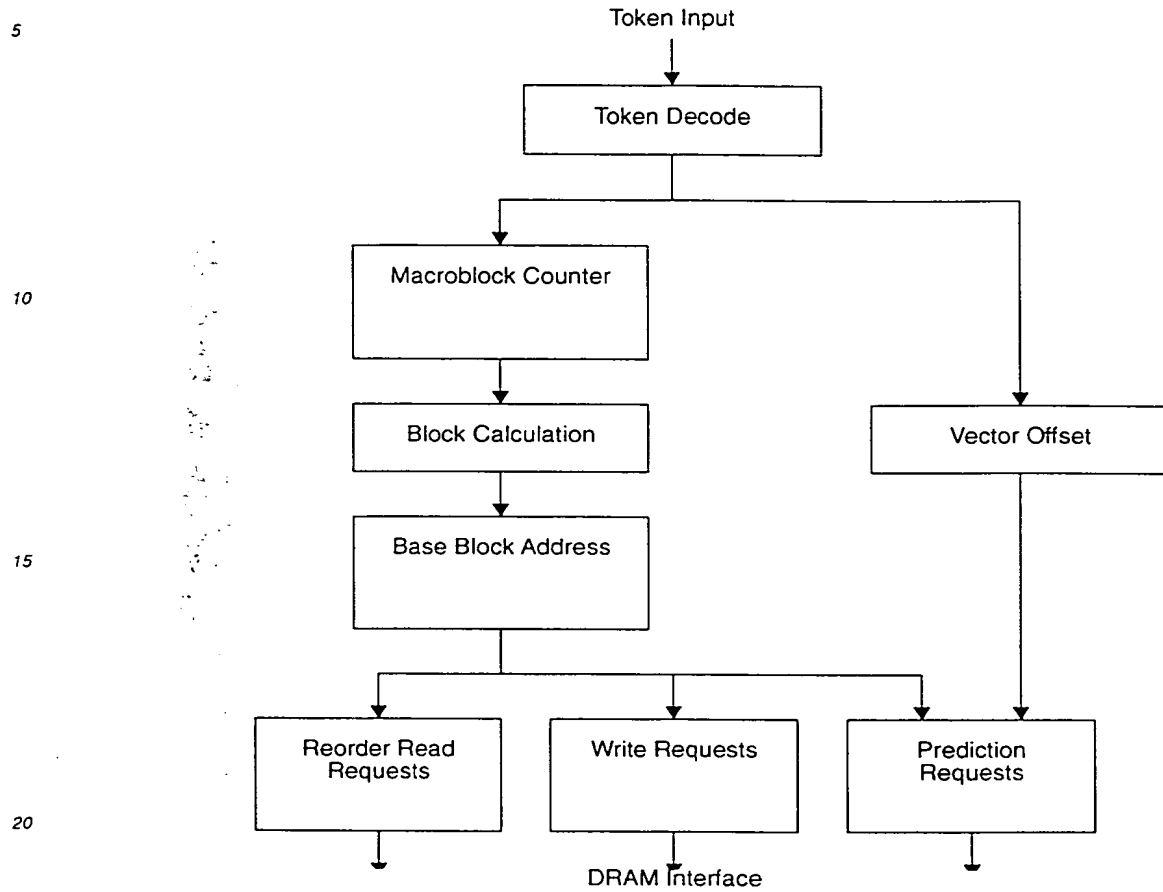 5
Token Input
Token Decode
Macroblock Counter
10
Block Calculation
Vector Offset
Base Block Address
15
Reorder Read
Requests
Write Requests
Prediction
Requests
20
DRAM Interface